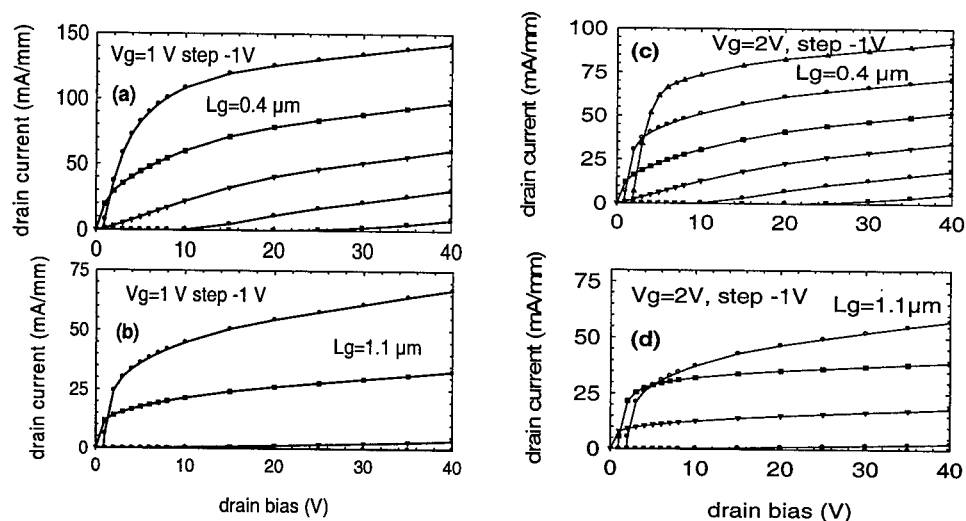 drain current (mA/mm)
150
100
50
0
Vg=1 V step -1V
(a)
Lg=0.4 µm
0 10 20 30 40
drain current (mA/mm)
75
50
25
0
Vg=1 V step -1 V
(b)
Lg=1.1 µm
0 10 20 30 40
drain bias (V)
drain current (mA/mm)
100
75
50
25
0
(c)
Vg=2V, step -1V
Lg=0.4 µm
0 10 20 30 40
drain current (mA/mm)
75
50
25
0
Vg=2V, step -1V
Lg=1.1µm
(d)
0 10 20 30 40
drain bias (V)